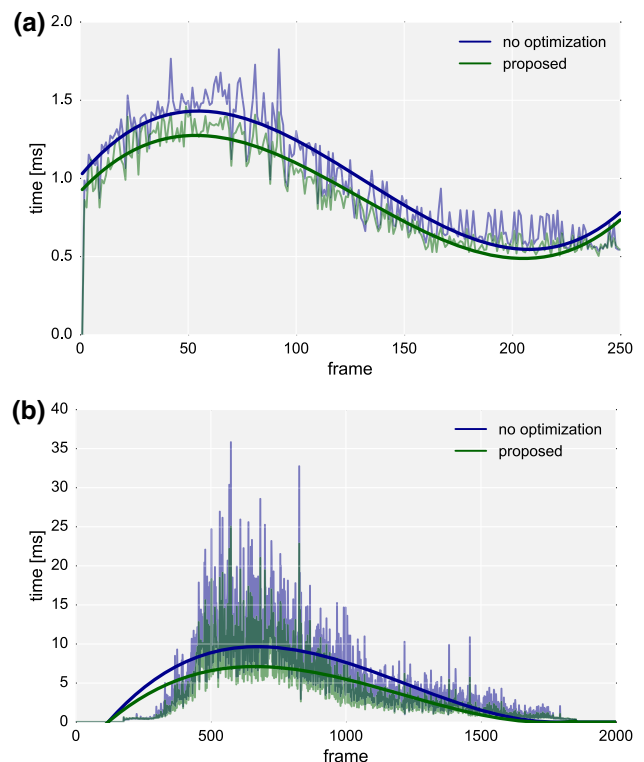 (a)
2.0
1.5
1.0
0.5
0.0
time [ms]
no optimization
proposed
0 50 100 150 200 250
frame
(b)
40
35
30
25
20
15
10
5
0
time [ms]
no optimization
proposed
0 500 1000 1500 2000
frame